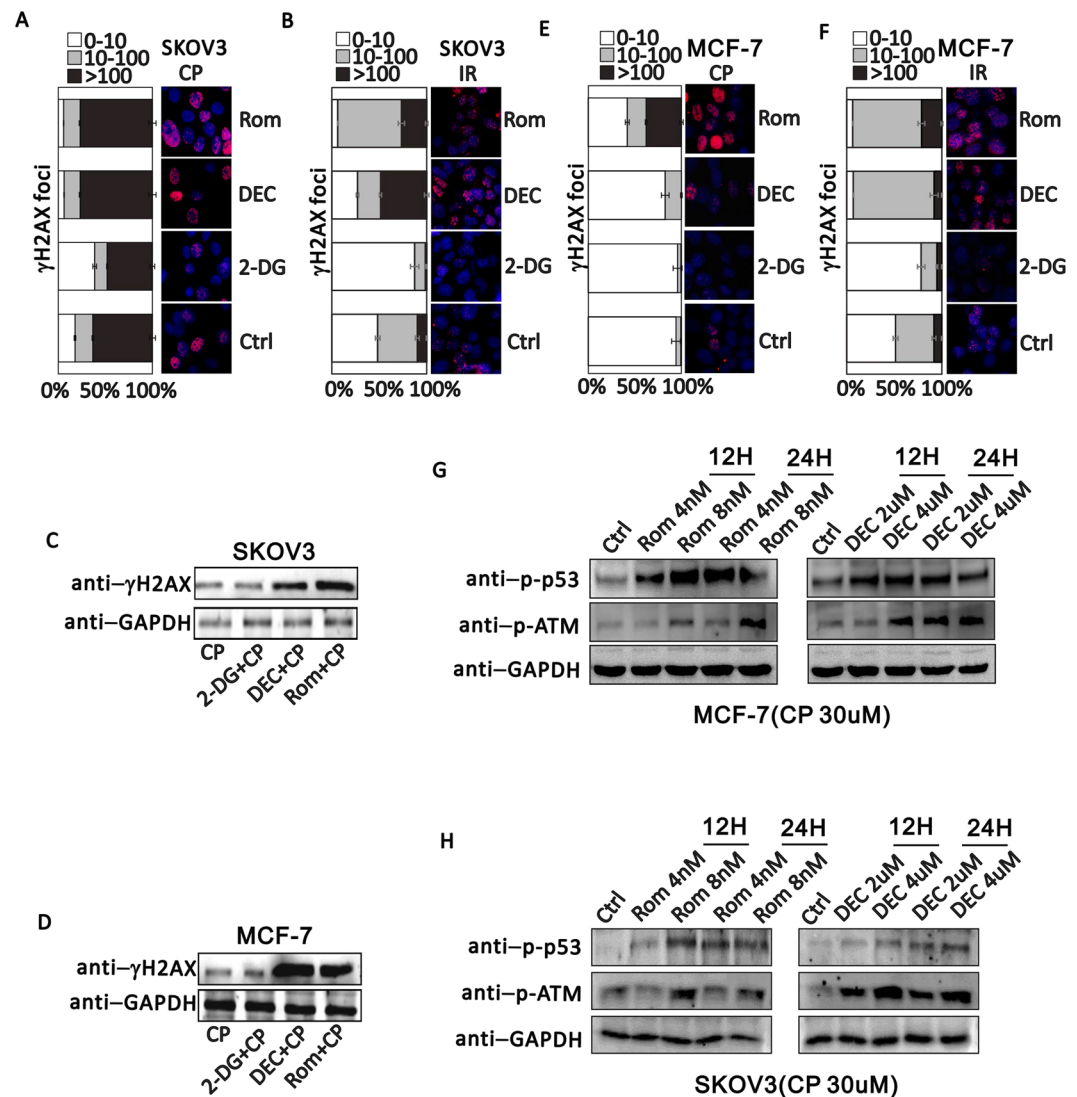 A
0-10
10-100
>100
SKOV3
CP
γH2AX foci
Rom
DEC
2-DG
Ctrl
0% 50% 100%
B
0-10
10-100
>100
SKOV3
IR
γH2AX foci
Rom
DEC
2-DG
Ctrl
0% 50% 100%
E
0-10
10-100
>100
MCF-7
CP
γH2AX foci
Rom
DEC
2-DG
Ctrl
0% 50% 100%
F
0-10
10-100
>100
MCF-7
IR
γH2AX foci
Rom
DEC
2-DG
Ctrl
0% 50% 100%
C
SKOV3
anti–γH2AX
anti–GAPDH
CP
2-DG+CP
DEC+CP
Rom+CP
G
12H 24H 12H 24H
Ctrl
Rom 4nM
Rom 8nM
Rom 4nM
Rom 8nM
Ctrl
DEC 2uM
DEC 4uM
DEC 2uM
DEC 4uM
anti–p-p53
anti–p-ATM
anti–GAPDH
MCF-7(CP 30uM)
D
MCF-7
anti–γH2AX
anti–GAPDH
CP
2-DG+CP
DEC+CP
Rom+CP
H
12H 24H 12H 24H
Ctrl
Rom 4nM
Rom 8nM
Rom 4nM
Rom 8nM
Ctrl
DEC 2uM
DEC 4uM
DEC 2uM
DEC 4uM
anti–p-p53
anti–p-ATM
anti–GAPDH
SKOV3(CP 30uM)